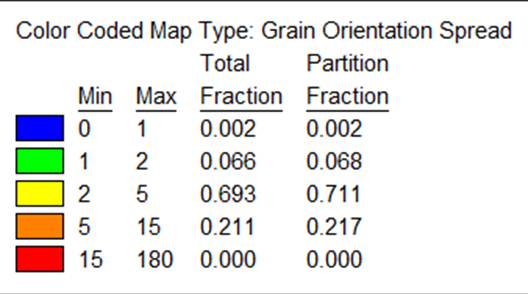 Color Coded Map Type: Grain Orientation Spread
Total Partition
Min Max Fraction Fraction
0 1 0.002 0.002
1 2 0.066 0.068
2 5 0.693 0.711
5 15 0.211 0.217
15 180 0.000 0.000